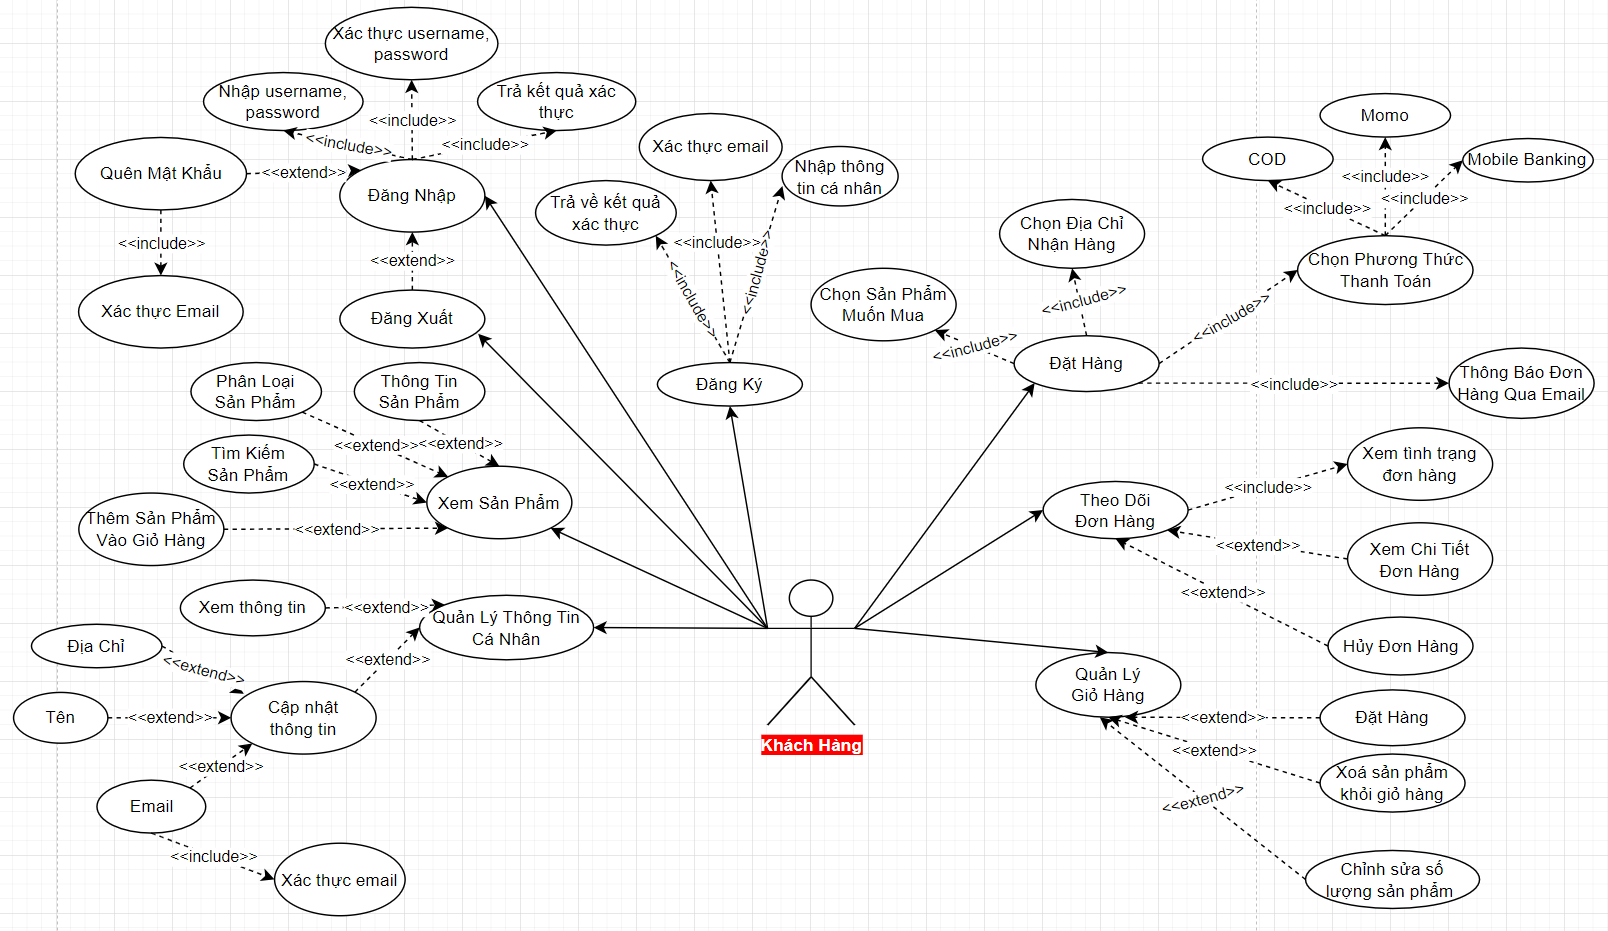 Xác thực username,
password
Nhập username,
password
Trả kết quả xác
thực
<<include>>
<<include>>
<<include>>
Quên Mật Khẩu
<<extend>>
Đăng Nhập
<<include>>
Xác thực Email
<<extend>>
Đăng Xuất
Xác thực email
Nhập thông
tin cá nhân
Trả về kết quả
xác thực
<<include>>
<<include>>
<<include>>
Đăng Ký
Momo
COD
Mobile Banking
<<include>>
<<include>>
<<include>>
Chọn Địa Chỉ
Nhận Hàng
Chọn Phương Thức
Thanh Toán
Chọn Sản Phẩm
Muốn Mua
<<include>>
<<include>>
<<include>>
Đặt Hàng
<<include>>
Thông Báo Đơn
Hàng Qua Email
Phân Loại
Sản Phẩm
Thông Tin
Sản Phẩm
<<extend>>
<<extend>>
Tìm Kiếm
Sản Phẩm
<<extend>>
Xem Sản Phẩm
Thêm Sản Phẩm
Vào Giỏ Hàng
<<extend>>
Xem tình trạng
đơn hàng
<<include>>
Theo Dõi
Đơn Hàng
<<extend>>
Xem Chi Tiết
Đơn Hàng
<<extend>>
Hủy Đơn Hàng
Xem thông tin
<<extend>>
Quản Lý Thông Tin
Cá Nhân
Địa Chỉ
<<extend>>
<<extend>>
Tên
<<extend>>
Cập nhật
thông tin
<<extend>>
Email
<<include>>
Xác thực email
Khách Hàng
Quản Lý
Giỏ Hàng
<<extend>>
Đặt Hàng
<<extend>>
Xoá sản phẩm
khỏi giỏ hàng
<<extend>>
Chỉnh sửa số
lượng sản phẩm